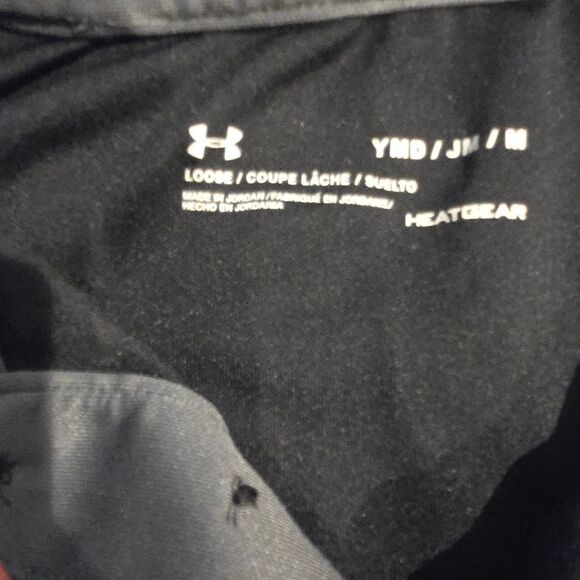 YMD / JM / M
LOOSE / COUPE LÂCHE / SUELTO
MADE IN JORDAN / FABRIQUÉ EN JORDANIE /
HECHO EN JORDANIA
HEATGEAR